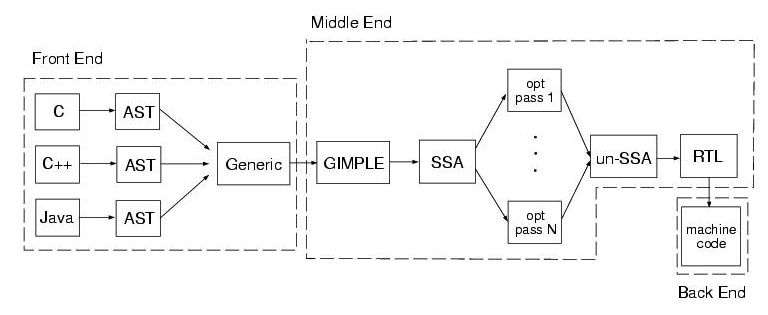 Middle End
Front End
C
AST
C++
AST
Java
AST
Generic
GIMPLE
SSA
opt
pass 1
opt
pass N
un-SSA
RTL
machine
code
Back End